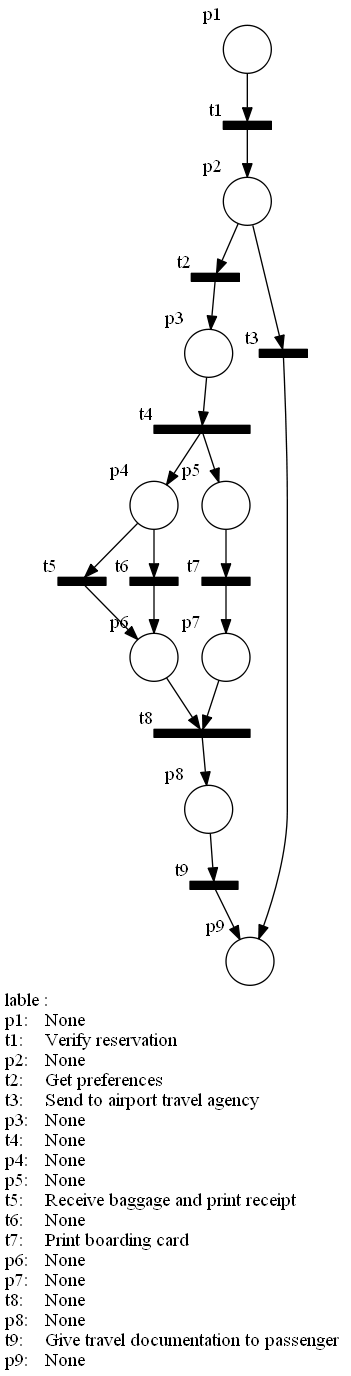 p1
t1
p2
t2
t3
p3
t4
p4
p5
t5
t6
t7
p6
p7
t8
p8
t9
p9
lable :
p1: None
t1: Verify reservation
p2: None
t2: Get preferences
t3: Send to airport travel agency
p3: None
t4: None
p4: None
p5: None
t5: Receive baggage and print receipt
t6: None
t7: Print boarding card
p6: None
p7: None
t8: None
p8: None
t9: Give travel documentation to passenger
p9: None